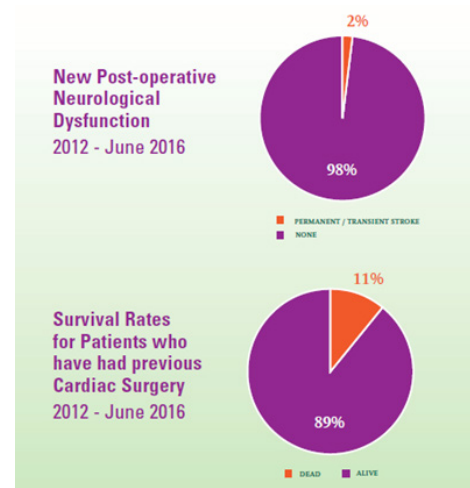 2%
New Post-operative
Neurological
Dysfunction
2012 - June 2016
98%
PERMANENT / TRANSIENT STROKE
NONE
11%
Survival Rates
for Patients who
have had previous
Cardiac Surgery
2012 - June 2016
89%
DEAD ALIVE